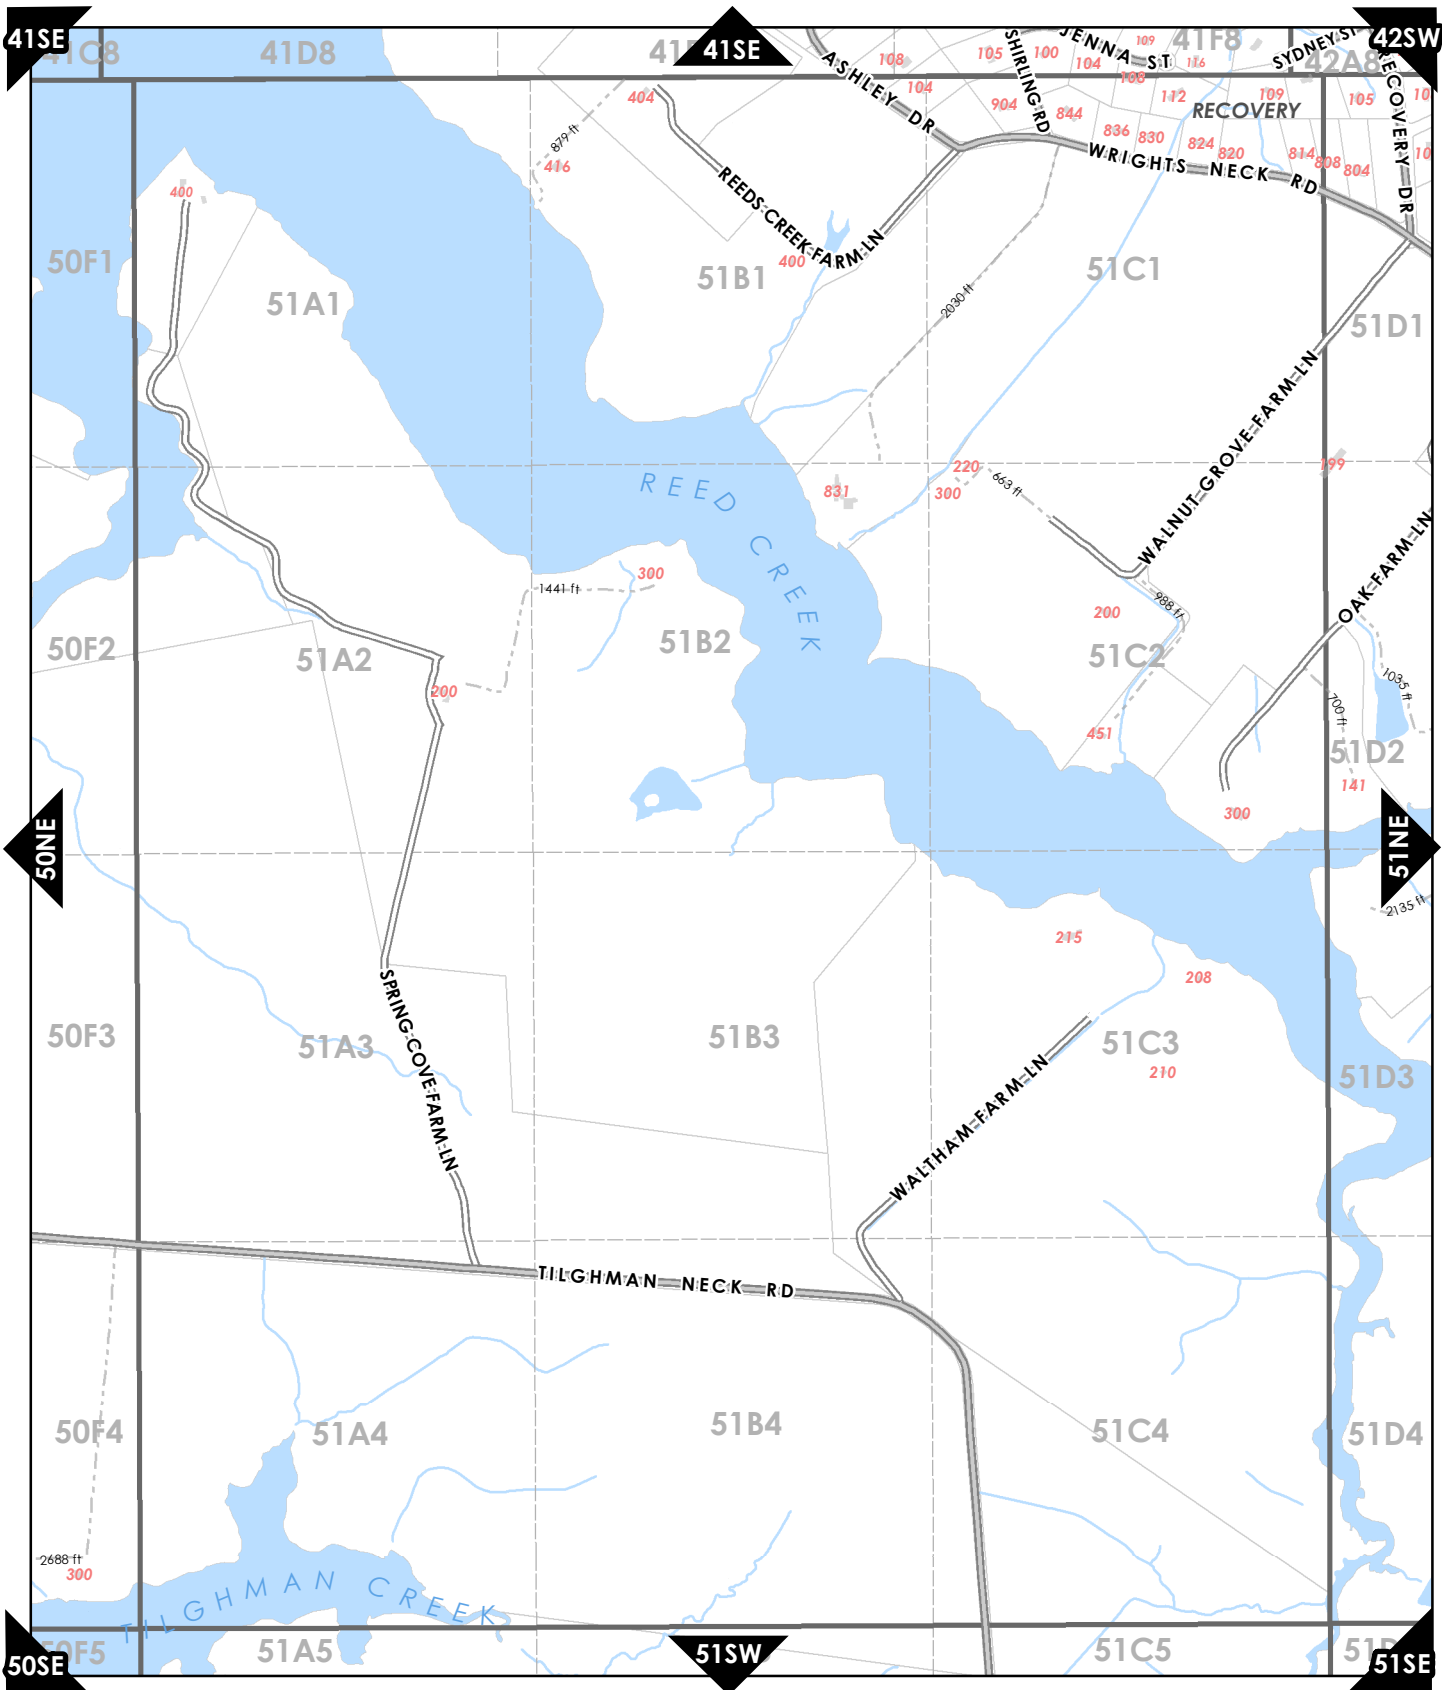 41SE
41SE
42SW
41C8
41D8
41F8
42A8
JENNA ST
SYDNEY ST
SHIRLING RD
ASHLEY DR
RECOVERY DR
RECOVERY
WRIGHTS NECK RD
109
108
105
100
104
116
108
104
904
844
112
109
105
836
830
824
820
814
808
804
404
879 ft
416
400
REEDS CREEK FARM LN
400
50F1
51A1
51B1
51C1
51D1
2030 ft
WALNUT GROVE FARM LN
199
220
300
663 ft
831
REED CREEK
OAK FARM LN
300
1441 ft
988 ft
200
50F2
51A2
51B2
51C2
51D2
200
451
1035 ft
700 ft
141
300
50NE
51NE
2135 ft
215
208
50F3
51A3
51B3
51C3
51D3
210
SPRING COVE FARM LN
WALTHAM FARM LN
TILGHMAN NECK RD
50F4
51A4
51B4
51C4
51D4
2688 ft
300
TILGHMAN CREEK
51A5
51C5
50SE
51SW
51SE